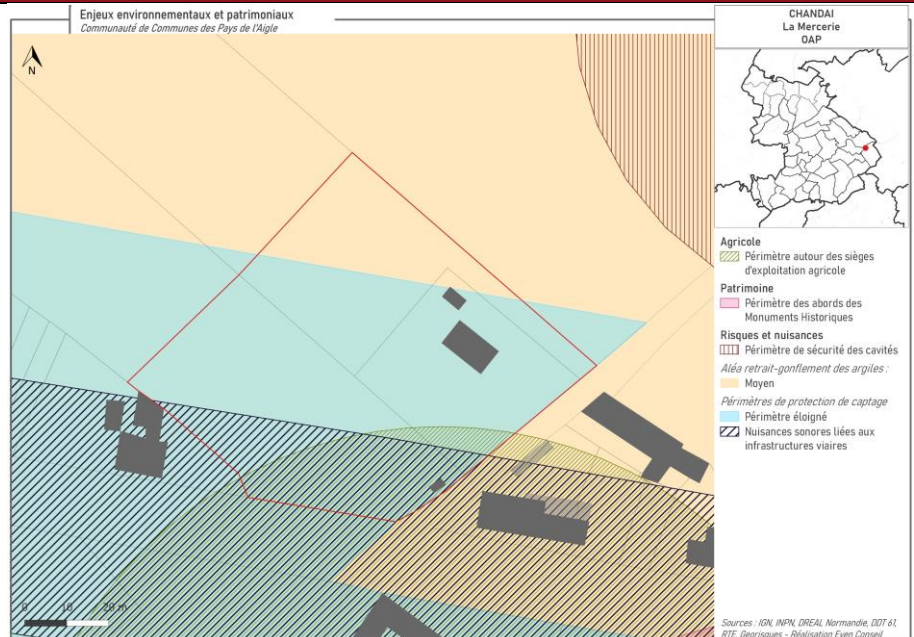 Enjeux environnementaux et patrimoniaux
Communauté de Communes des Pays de l'Aigle
N
0 10 20 m
CHANDAI
La Mercerie
OAP
Agricole
Périmètre autour des sièges
d'exploitation agricole
Patrimoine
Périmètre des abords des
Monuments Historiques
Risques et nuisances
Périmètre de sécurité des cavités
Aléa retrait-gonflement des argiles :
Moyen
Périmètres de protection de captage
Périmètre éloigné
Nuisances sonores liées aux
infrastructures viaires
Sources : IGN, INPN, DREAL Normandie, DDT 61,
RTE, Georisques - Réalisation Even Conseil